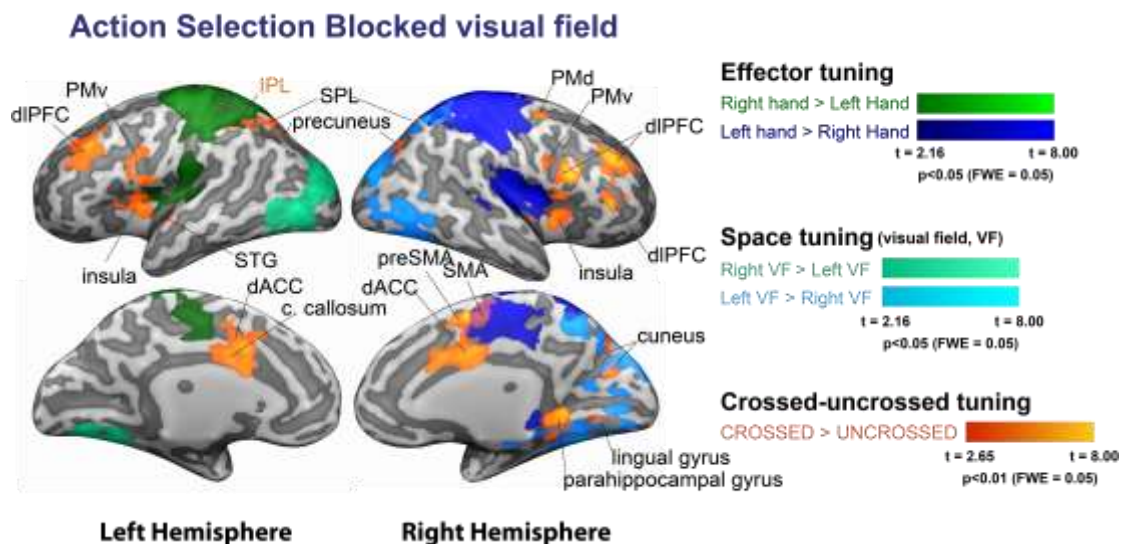 Action Selection Blocked visual field
PMv
dlPFC
IPL
SPL
precuneus
insula
STG
dACC
c. callosum
PMd
PMv
dlPFC
dlPFC
insula
preSMA
SMA
dACC
cuneus
lingual gyrus
parahippocampal gyrus
Left Hemisphere
Right Hemisphere
Effector tuning
Right hand > Left Hand
Left hand > Right Hand
t = 2.16 t = 8.00
p<0.05 (FWE = 0.05)
Space tuning (visual field, VF)
Right VF > Left VF
Left VF > Right VF
t = 2.16 t = 8.00
p<0.05 (FWE = 0.05)
Crossed-uncrossed tuning
CROSSED > UNCROSSED
t = 2.65 t = 8.00
p<0.01 (FWE = 0.05)